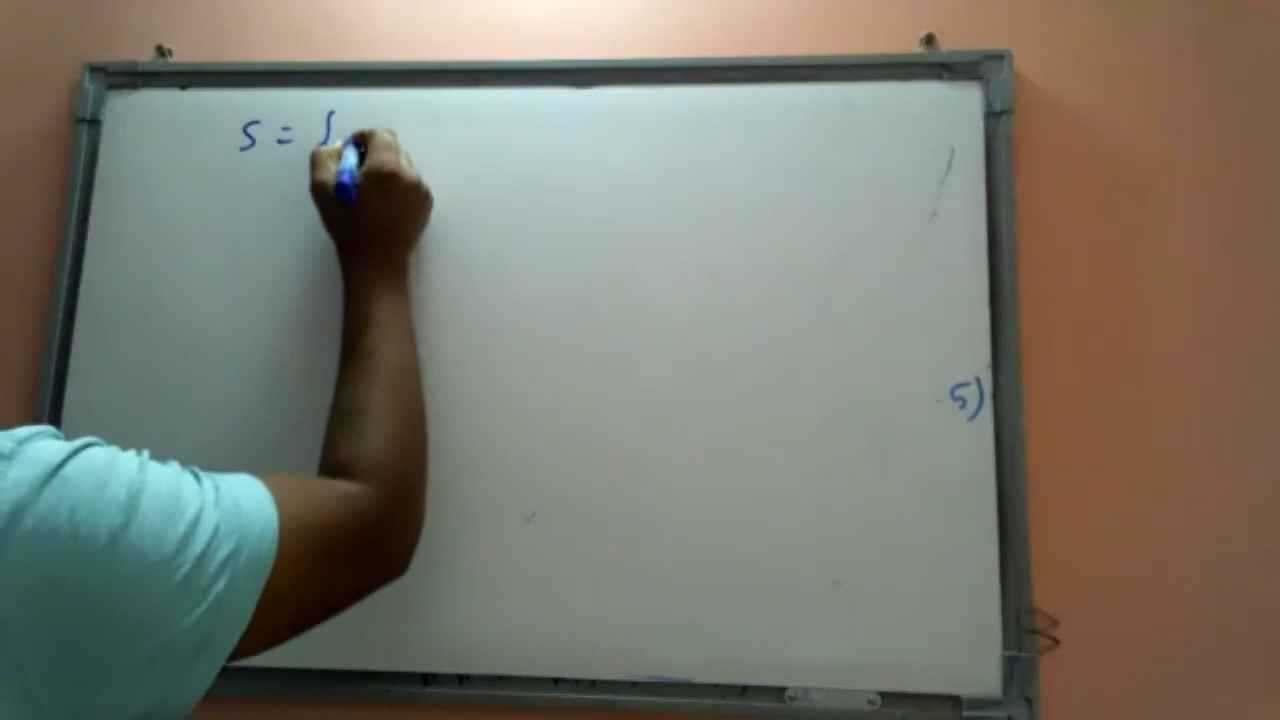 S = {
5)